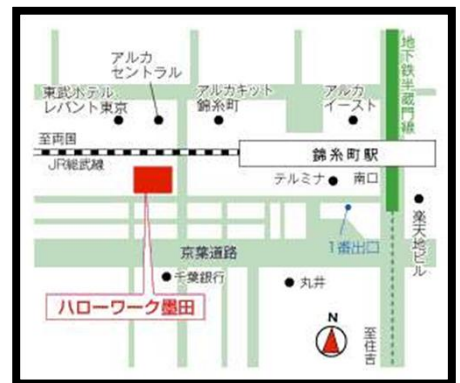 アルカ
セントラル
東武ホテル
レバント東京
アルカキット
錦糸町
アルカ
イースト
地下鉄半蔵門線
至両国
JR総武線
錦糸町駅
テルミナ
南口
楽天地ビル
1番出口
京葉道路
千葉銀行
丸井
ハローワーク墨田
N
至住吉